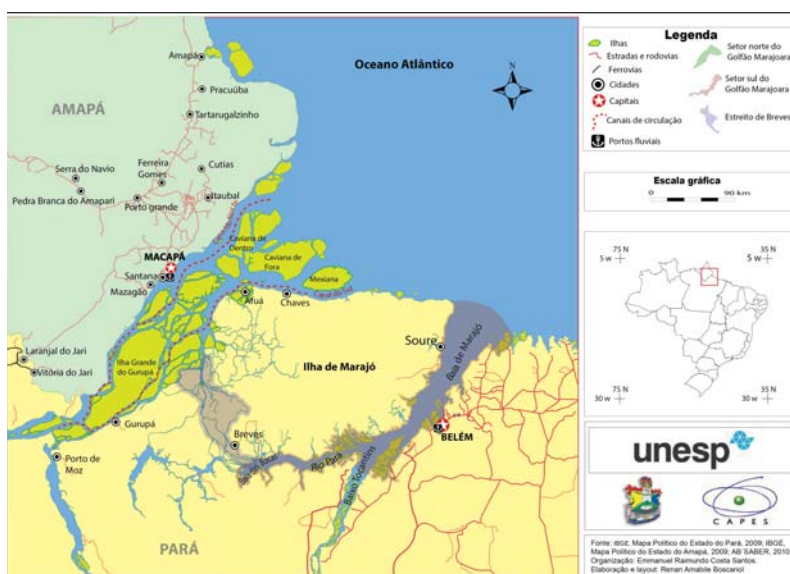 Oceano Atlântico
N
AMAPÁ
Amapá
Pracuúba
Tartarugalzinho
Serra do Navio
Ferreira
Gomes
Cutias
Pedra Branca do Amapari
Porto grande
Itaubal
MACAPÁ
Santana
Mazagão
Caviana de
Dentro
Caviana de
Fora
Mexiana
Canal do Sul
Afuá
Chaves
Laranjal do Jari
Vitória do Jari
Ilha Grande
do Gurupá
Ilha de Marajó
Soure
Baia de Marajó
Gurupá
Breves
BELÉM
Porto de
Moz
Rio Pará
Baixo Tocantins
PARÁ
Legenda
Ilhas
Estradas e rodovias
Ferrovias
Cidades
Capitais
Canais de circulação
Portos fluviais
Setor norte do
Golfão Marajoara
Setor sul do
Golfão Marajoara
Estreito de Breves
Escala gráfica
0 90 km
75 N 35 N
5 w 5 w
75 N 35 N
30 w 30 w
unesp
CAPES
Fonte: IBGE, Mapa Político do Estado do Pará, 2009; IBGE,
Mapa Político do Estado do Amapá, 2009; AB´SABER, 2010
Organização: Emmanuel Raimundo Costa Santos.
Elaboração e layout: Renan Amabile Boscariol